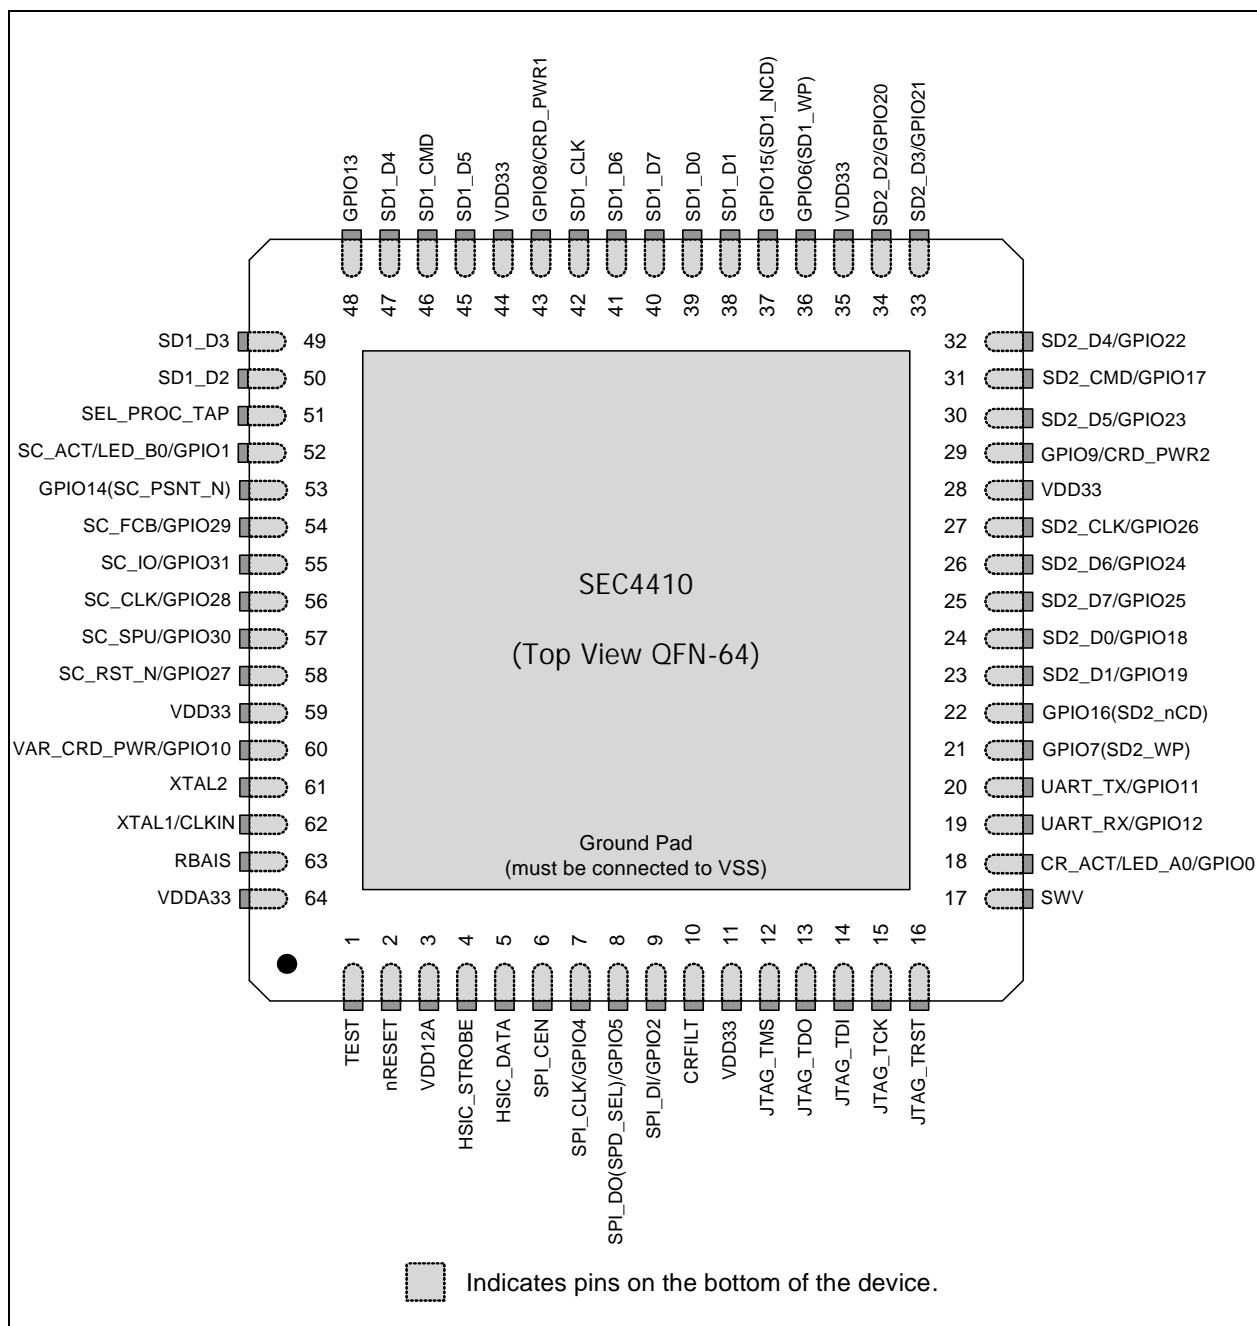 GPIO13
SD1_D4
SD1_CMD
SD1_D5
VDD33
GPIO8/CRD_PWR1
SD1_CLK
SD1_D6
SD1_D7
SD1_D0
SD1_D1
GPIO15(SD1_NCD)
GPIO6(SD1_WP)
VDD33
SD2_D2/GPIO20
SD2_D3/GPIO21
48
47
46
45
44
43
42
41
40
39
38
37
36
35
34
33
SD1_D3 49
SD1_D2 50
SEL_PROC_TAP 51
SC_ACT/LED_B0/GPIO1 52
GPIO14(SC_PSNT_N) 53
SC_FCB/GPIO29 54
SC_IO/GPIO31 55
SC_CLK/GPIO28 56
SC_SPU/GPIO30 57
SC_RST_N/GPIO27 58
VDD33 59
VAR_CRD_PWR/GPIO10 60
XTAL2 61
XTAL1/CLKIN 62
RBAIS 63
VDDA33 64
SEC4410
(Top View QFN-64)
Ground Pad
(must be connected to VSS)
32 SD2_D4/GPIO22
31 SD2_CMD/GPIO17
30 SD2_D5/GPIO23
29 GPIO9/CRD_PWR2
28 VDD33
27 SD2_CLK/GPIO26
26 SD2_D6/GPIO24
25 SD2_D7/GPIO25
24 SD2_D0/GPIO18
23 SD2_D1/GPIO19
22 GPIO16(SD2_nCD)
21 GPIO7(SD2_WP)
20 UART_TX/GPIO11
19 UART_RX/GPIO12
18 CR_ACT/LED_A0/GPIO0
17 SWV
1
2
3
4
5
6
7
8
9
10
11
12
13
14
15
16
TEST
nRESET
VDD12A
HSIC_STROBE
HSIC_DATA
SPI_CEN
SPI_CLK/GPIO4
SPI_DO(SPD_SEL)/GPIO5
SPI_DI/GPIO2
CRFILT
VDD33
JTAG_TMS
JTAG_TDO
JTAG_TDI
JTAG_TCK
JTAG_TRST
Indicates pins on the bottom of the device.